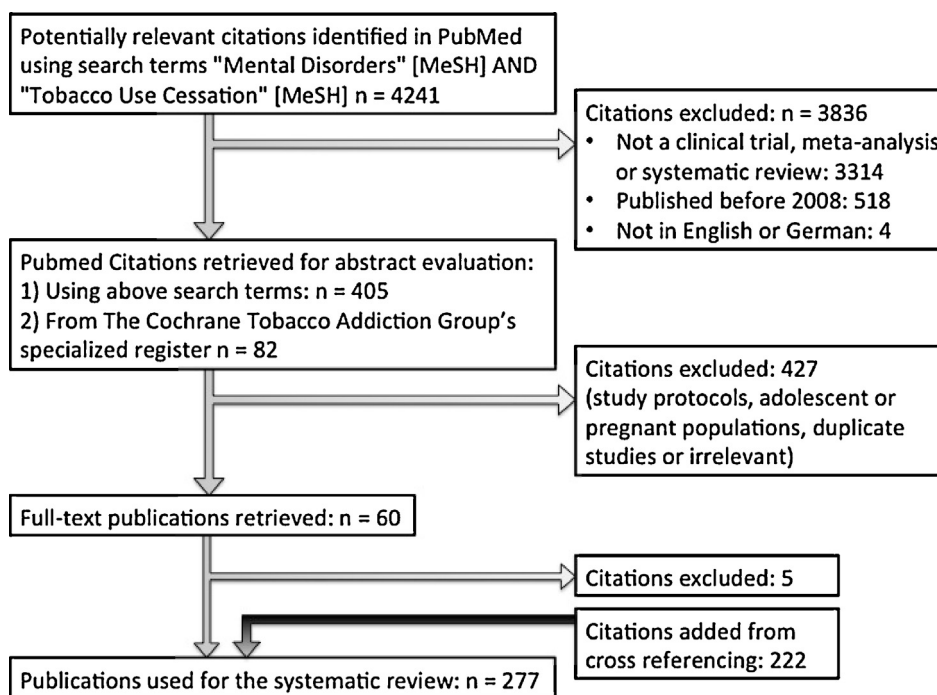 Potentially relevant citations identified in PubMed
using search terms "Mental Disorders" [MeSH] AND
"Tobacco Use Cessation" [MeSH] n = 4241
Citations excluded: n = 3836
• Not a clinical trial, meta-analysis
or systematic review: 3314
• Published before 2008: 518
• Not in English or German: 4
Pubmed Citations retrieved for abstract evaluation:
1) Using above search terms: n = 405
2) From The Cochrane Tobacco Addiction Group's
specialized register n = 82
Citations excluded: 427
(study protocols, adolescent or
pregnant populations, duplicate
studies or irrelevant)
Full-text publications retrieved: n = 60
Citations excluded: 5
Citations added from
cross referencing: 222
Publications used for the systematic review: n = 277